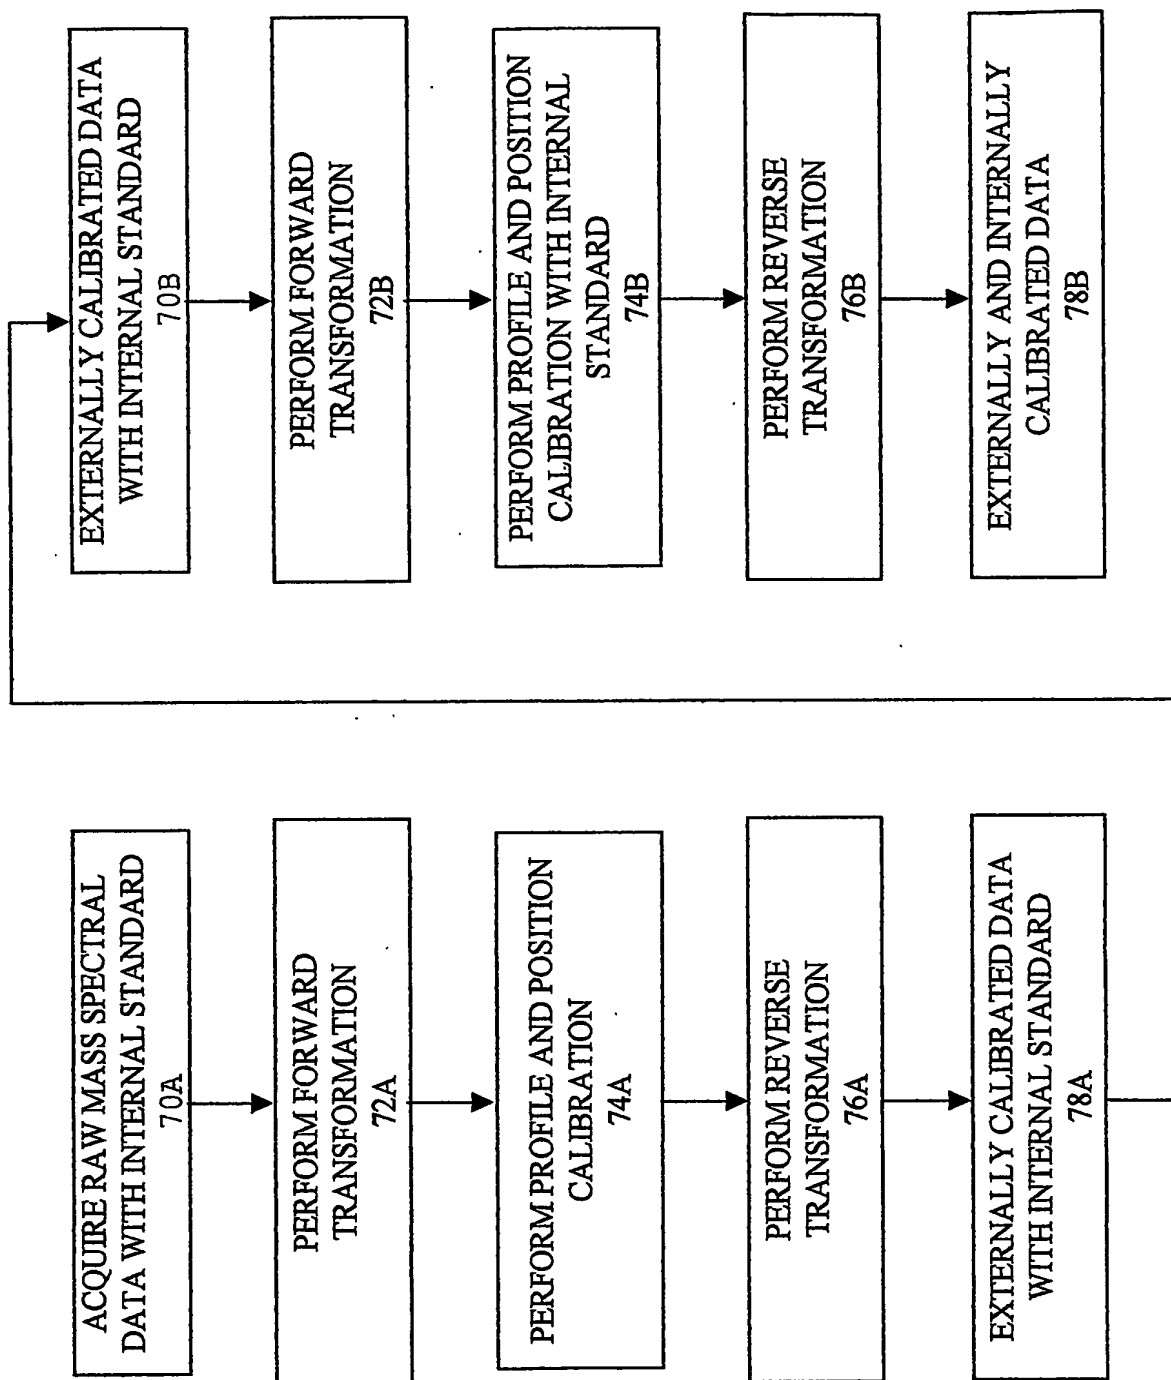 ACQUIRE RAW MASS SPECTRAL
DATA WITH INTERNAL STANDARD
70A
PERFORM FORWARD
TRANSFORMATION
72A
PERFORM PROFILE AND POSITION
CALIBRATION
74A
PERFORM REVERSE
TRANSFORMATION
76A
EXTERNALLY CALIBRATED DATA
WITH INTERNAL STANDARD
78A
EXTERNALLY CALIBRATED DATA
WITH INTERNAL STANDARD
70B
PERFORM FORWARD
TRANSFORMATION
72B
PERFORM PROFILE AND POSITION
CALIBRATION WITH INTERNAL
STANDARD
74B
PERFORM REVERSE
TRANSFORMATION
76B
EXTERNALLY AND INTERNALLY
CALIBRATED DATA
78B